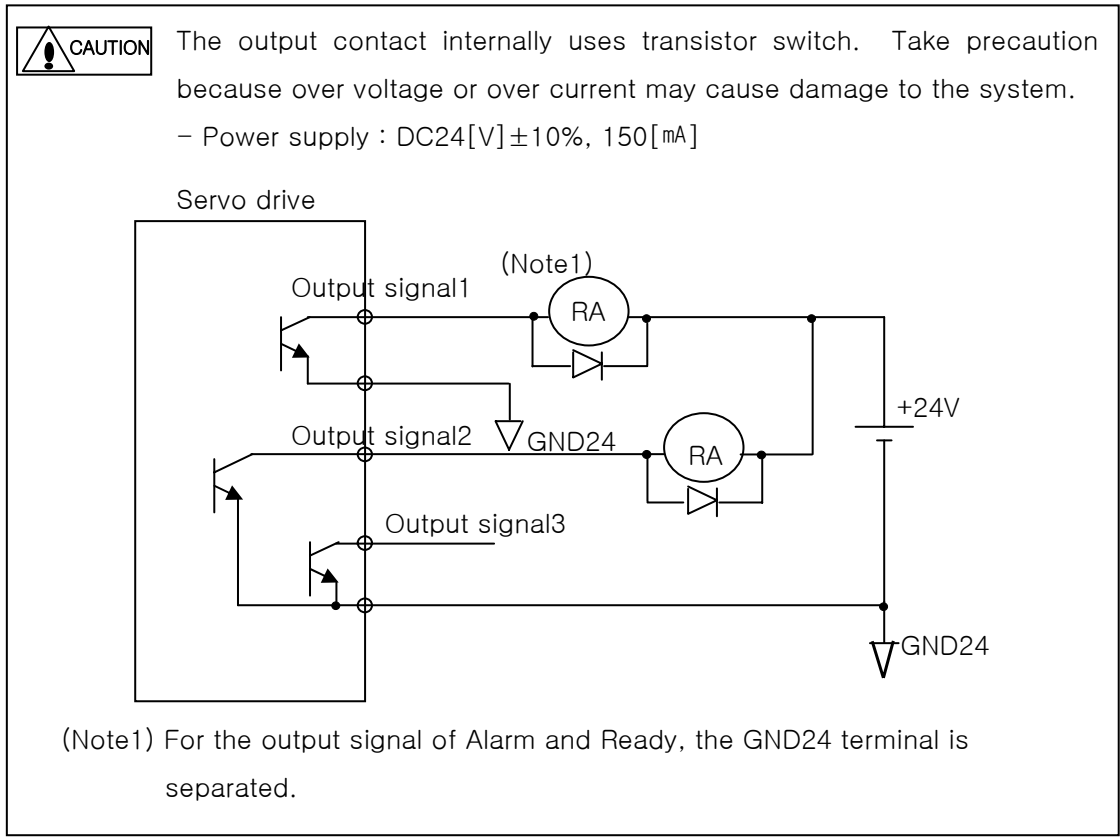 CAUTION
The output contact internally uses transistor switch. Take precaution
because over voltage or over current may cause damage to the system.
- Power supply : DC24[V]±10%, 150[㎃]
Servo drive
(Note1)
Output signal1
RA
+24V
Output signal2
GND24
RA
Output signal3
GND24
(Note1) For the output signal of Alarm and Ready, the GND24 terminal is
separated.